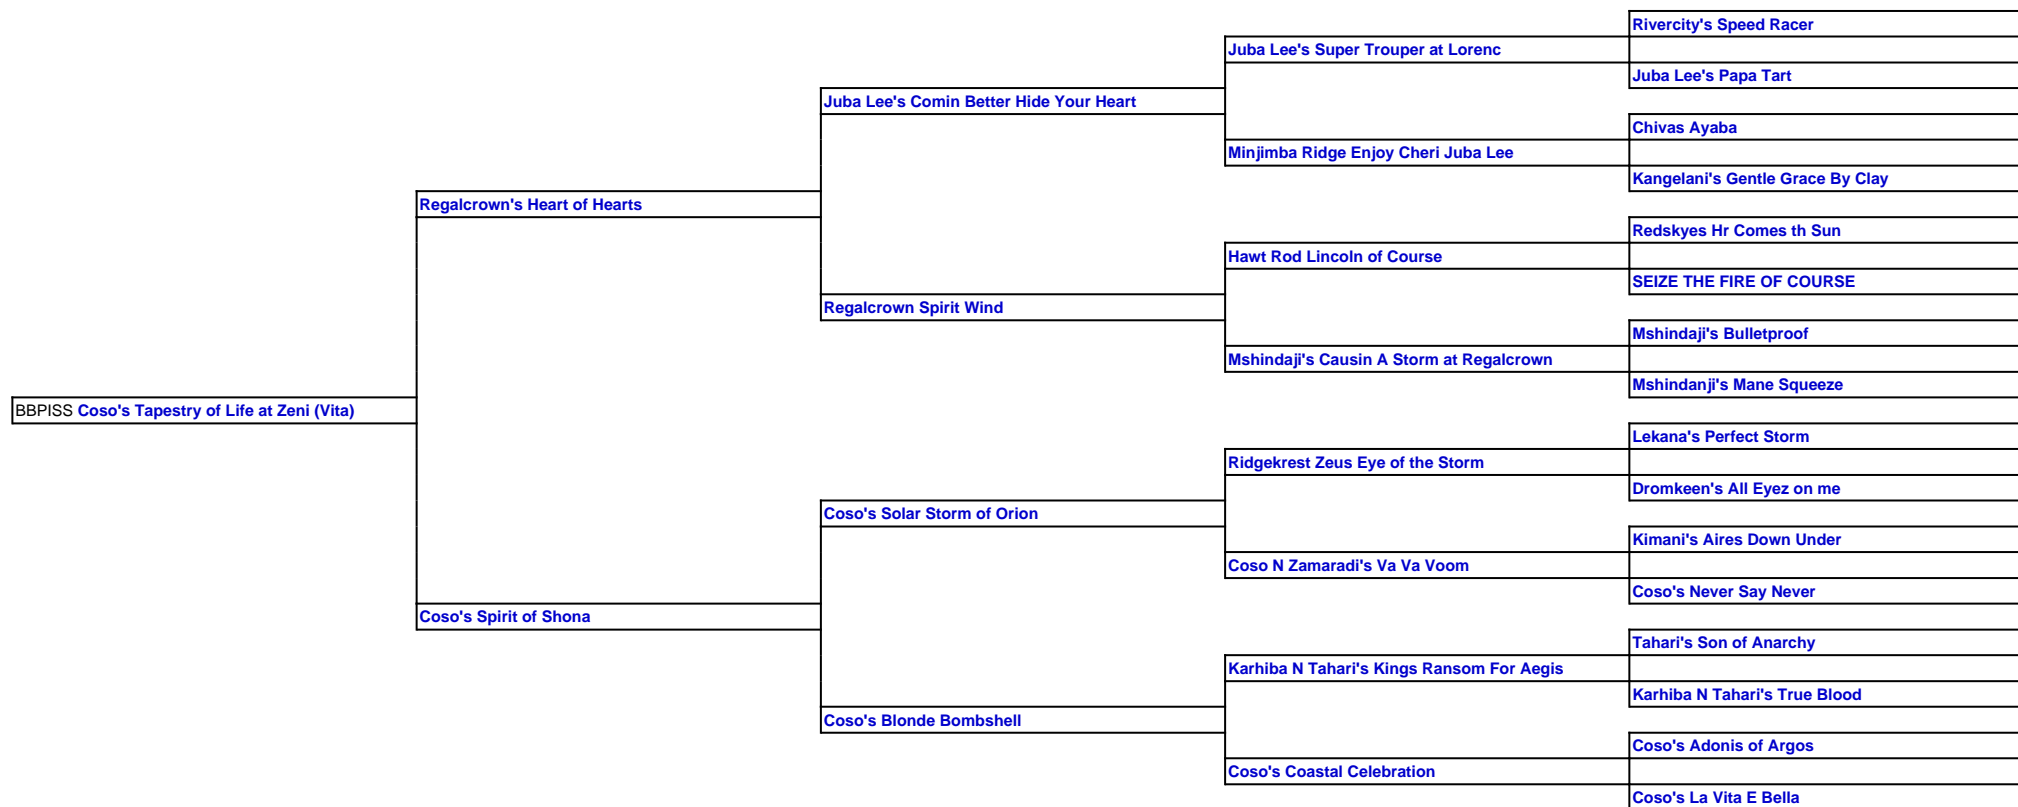 Rivercity's Speed Racer
Juba Lee's Super Trouper at Lorenc
Juba Lee's Papa Tart
Juba Lee's Comin Better Hide Your Heart
Chivas Ayaba
Minjimba Ridge Enjoy Cheri Juba Lee
Kangelani's Gentle Grace By Clay
Regalcrown's Heart of Hearts
Redskyes Hr Comes th Sun
Hawt Rod Lincoln of Course
SEIZE THE FIRE OF COURSE
Regalcrown Spirit Wind
Mshindaji's Bulletproof
Mshindaji's Causin A Storm at Regalcrown
Mshindanji's Mane Squeeze
BBPISS Coso's Tapestry of Life at Zeni (Vita)
Lekana's Perfect Storm
Ridgekrest Zeus Eye of the Storm
Dromkeen's All Eyez on me
Coso's Solar Storm of Orion
Kimani's Aires Down Under
Coso N Zamaradi's Va Va Voom
Coso's Never Say Never
Coso's Spirit of Shona
Tahari's Son of Anarchy
Karhiba N Tahari's Kings Ransom For Aegis
Karhiba N Tahari's True Blood
Coso's Blonde Bombshell
Coso's Adonis of Argos
Coso's Coastal Celebration
Coso's La Vita E Bella